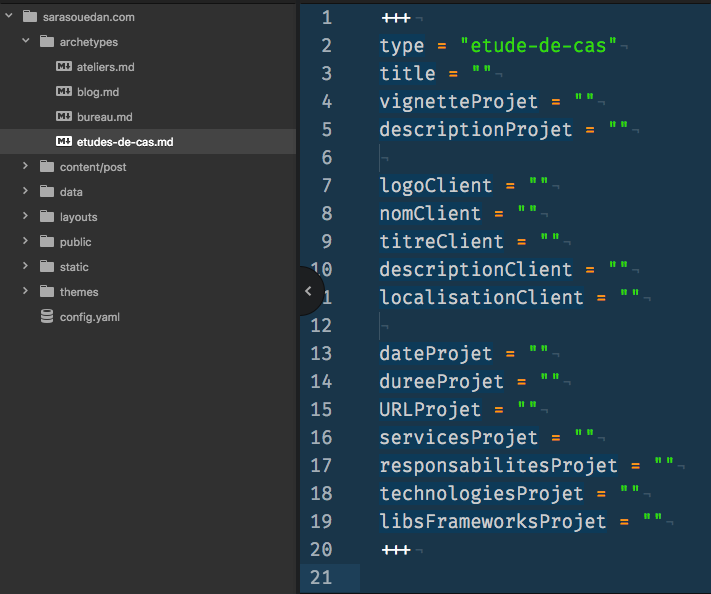 sarasouedan.com
archetypes
ateliers.md
blog.md
bureau.md
etudes-de-cas.md
content/post
data
layouts
public
static
themes
config.yaml
1 +++
2 type = "etude-de-cas"
3 title = ""
4 vignetteProjet = ""
5 descriptionProjet = ""
6
7 logoClient = ""
8 nomClient = ""
9 titreClient = ""
10 descriptionClient = ""
11 localisationClient = ""
12
13 dateProjet = ""
14 dureeProjet = ""
15 URLProjet = ""
16 servicesProjet = ""
17 responsabilitesProjet = ""
18 technologiesProjet = ""
19 libsFrameworksProjet = ""
20 +++
21